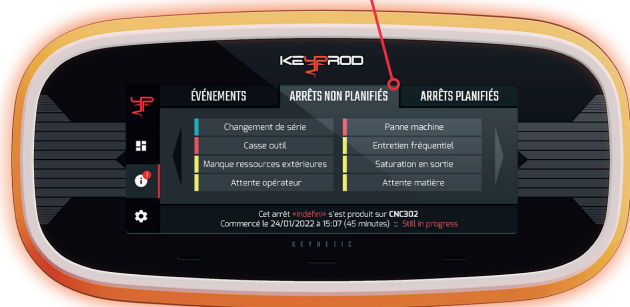 KEYPROD
ÉVÉNEMENTS
ARRÊTS NON PLANIFIÉS
ARRÊTS PLANIFIÉS
Changement de série
Panne machine
Casse outil
Entretien fréquentiel
Manque ressources extérieures
Saturation en sortie
Attente opérateur
Attente matière
Cet arrêt «Indéfini» s'est produit sur CNC302
Commencé le 24/01/2022 à 15:07 (45 minutes) :: Still in progress
KEYNETIC